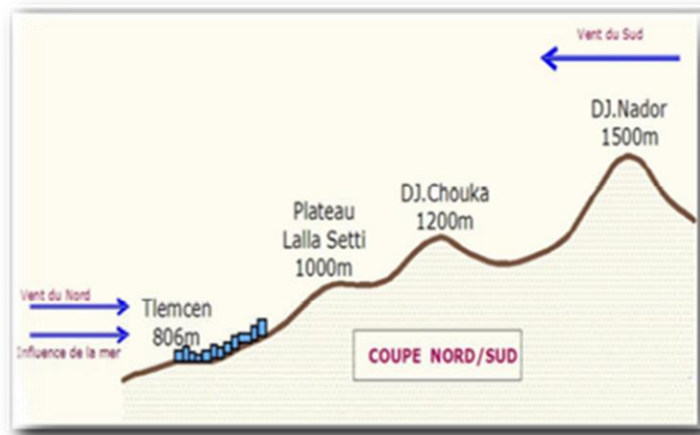 Vent du Sud
DJ.Nador
1500m
DJ.Chouka
1200m
Plateau
Lalla Setti
1000m
Vent du Nord
Tlemcen
806m
Influence de la mer
COUPE NORD/SUD